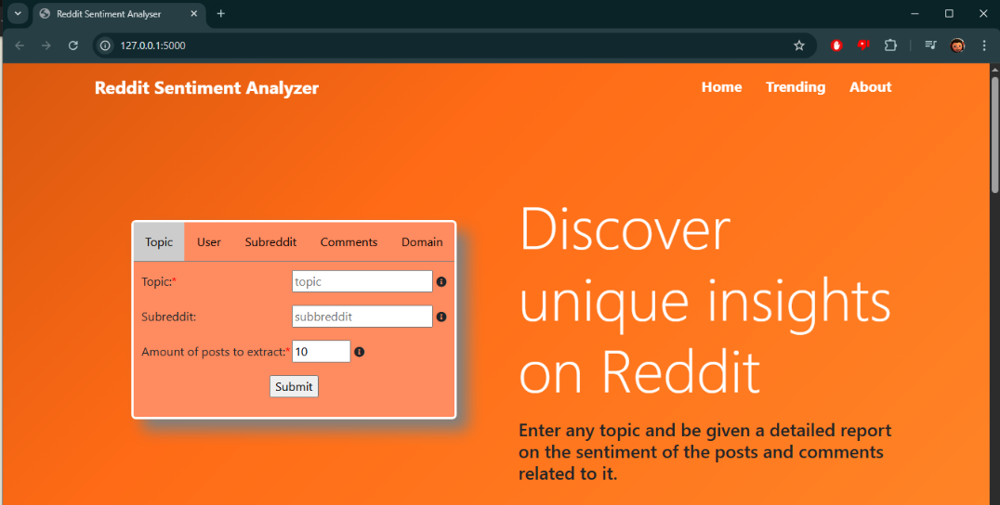 Reddit Sentiment Analyser
127.0.0.1:5000
Reddit Sentiment Analyzer
Home Trending About
Topic User Subreddit Comments Domain
Topic:* topic
Subreddit: subbreddit
Amount of posts to extract:* 10
Submit
Discover
unique insights
on Reddit
Enter any topic and be given a detailed report
on the sentiment of the posts and comments
related to it.